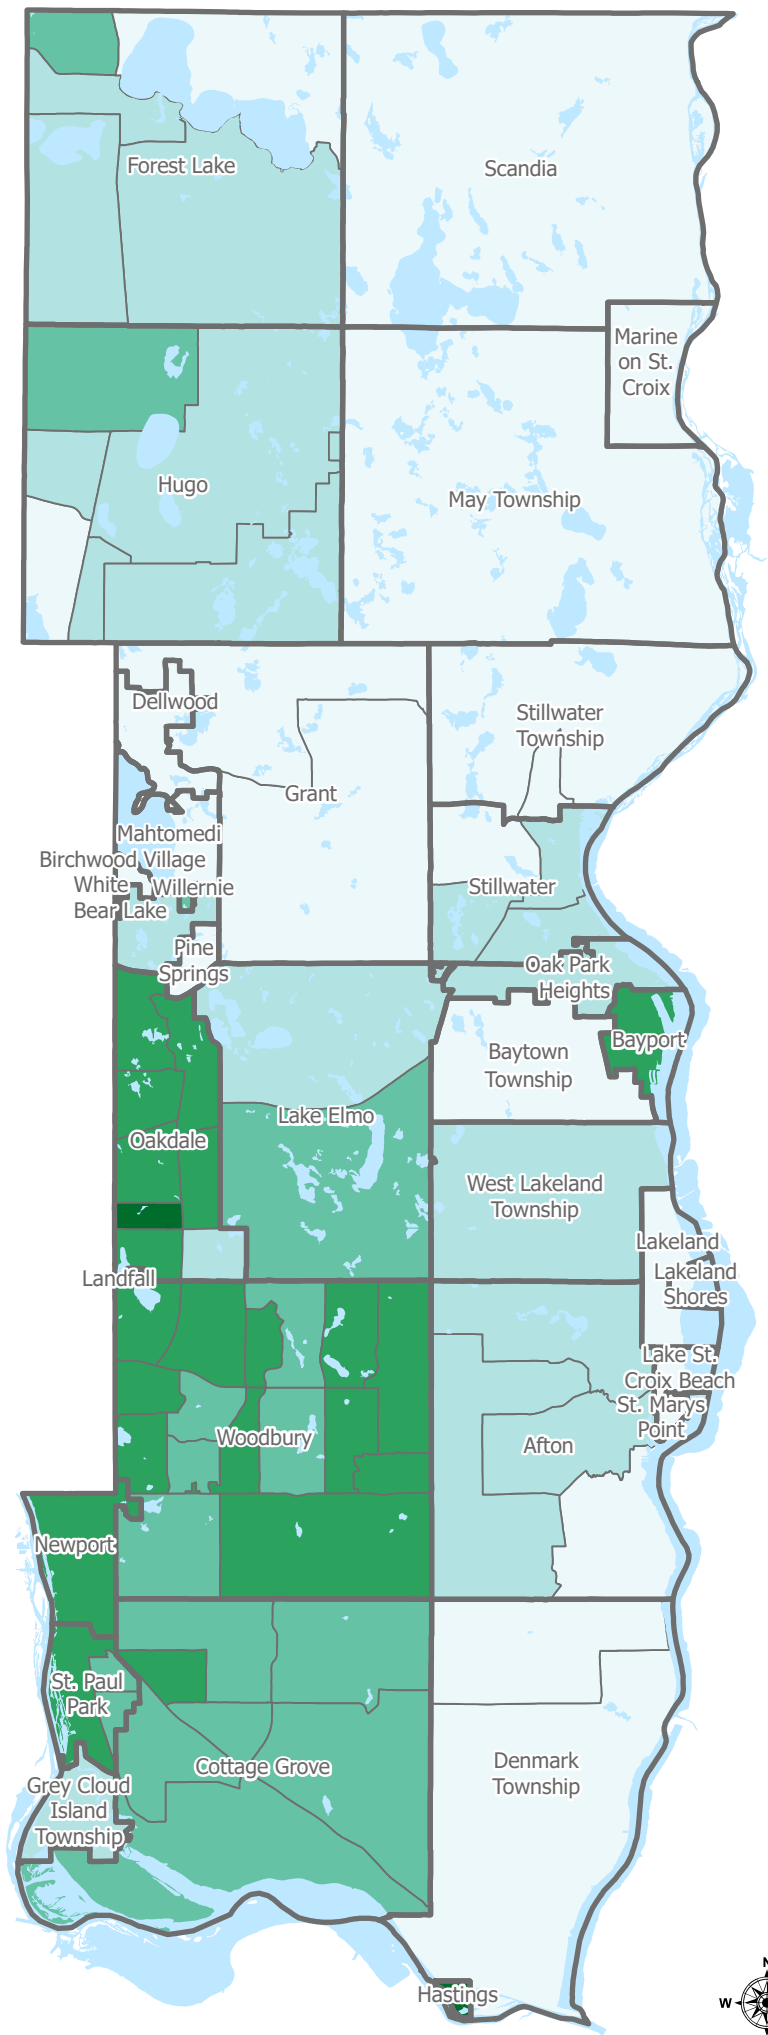 Forest Lake
Scandia
Marine
on St.
Croix
Hugo
May Township
Dellwood
Stillwater
Township
Grant
Mahtomedi
Birchwood Village
White
Bear Lake
Willernie
Stillwater
Pine
Springs
Oak Park
Heights
Bayport
Baytown
Township
Lake Elmo
Oakdale
West Lakeland
Township
Lakeland
Landfall
Lakeland
Shores
Lake St.
Croix Beach
St. Marys
Point
Woodbury
Afton
Newport
St. Paul
Park
Cottage Grove
Denmark
Township
Grey Cloud
Island
Township
Hastings
N
W